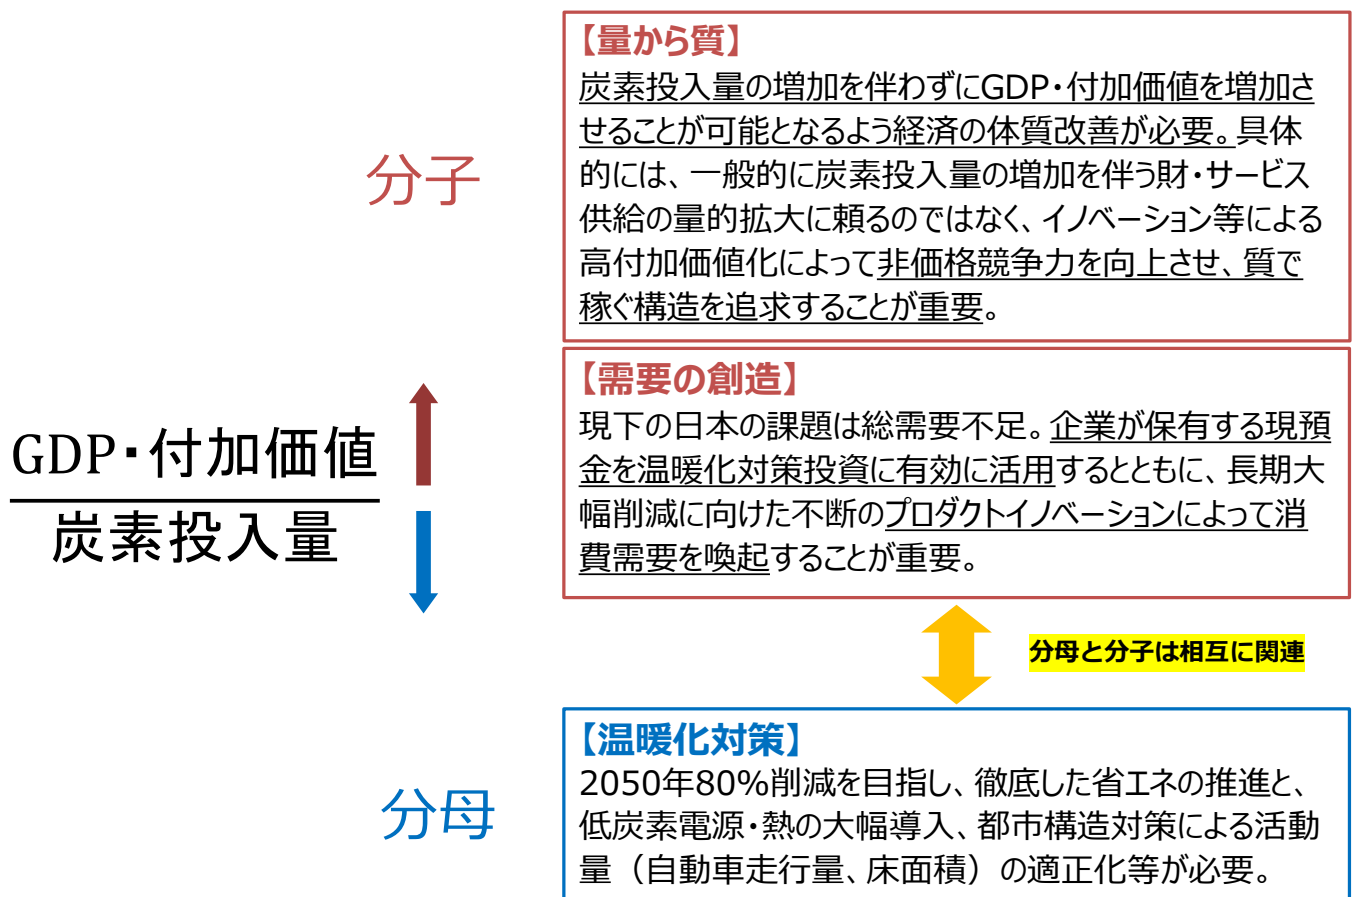 【量から質】
炭素投入量の増加を伴わずにGDP・付加価値を増加さ
せることが可能となるよう経済の体質改善が必要。具体
的には、一般的に炭素投入量の増加を伴う財・サービス
供給の量的拡大に頼るのではなく、イノベーション等による
高付加価値化によって非価格競争力を向上させ、質で
稼ぐ構造を追求することが重要。
分子
【需要の創造】
現下の日本の課題は総需要不足。企業が保有する現預
金を温暖化対策投資に有効に活用するとともに、長期大
幅削減に向けた不断のプロダクトイノベーションによって消
費需要を喚起することが重要。
GDP・付加価値
炭素投入量
分母と分子は相互に関連
【温暖化対策】
2050年80%削減を目指し、徹底した省エネの推進と、
低炭素電源・熱の大幅導入、都市構造対策による活動
量（自動車走行量、床面積）の適正化等が必要。
分母